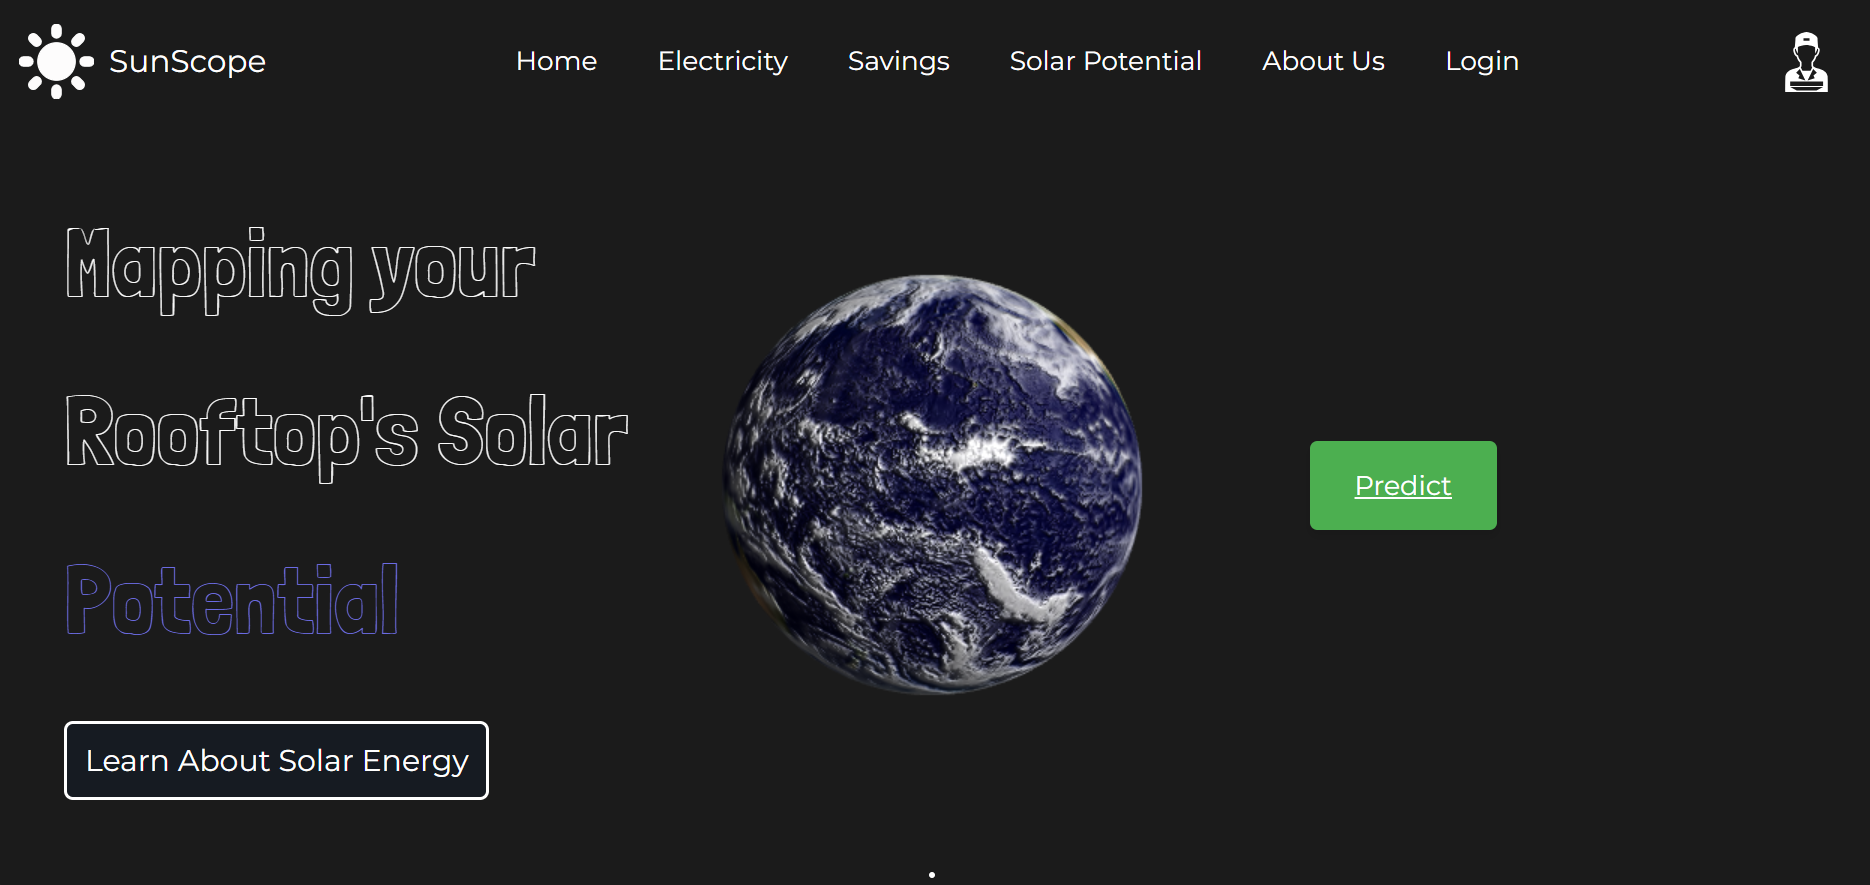 SunScope
Home Electricity Savings Solar Potential About Us Login
Mapping your
Rooftop's Solar
Potential
Predict
Learn About Solar Energy